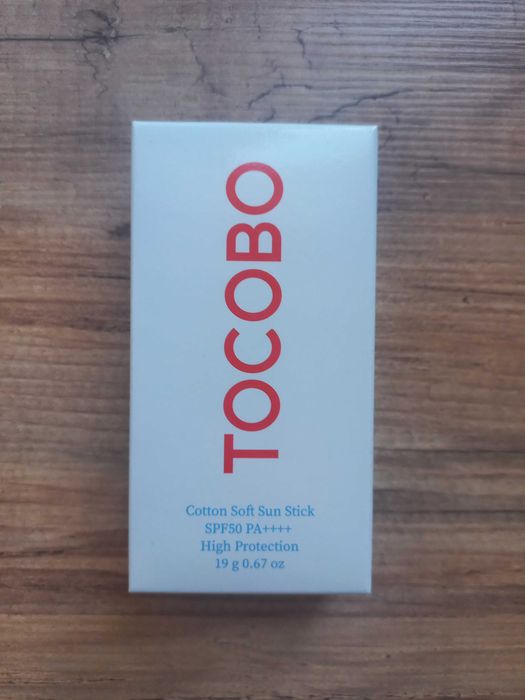 TOCOBO
Cotton Soft Sun Stick
SPF50 PA++++
High Protection
19 g 0.67 oz